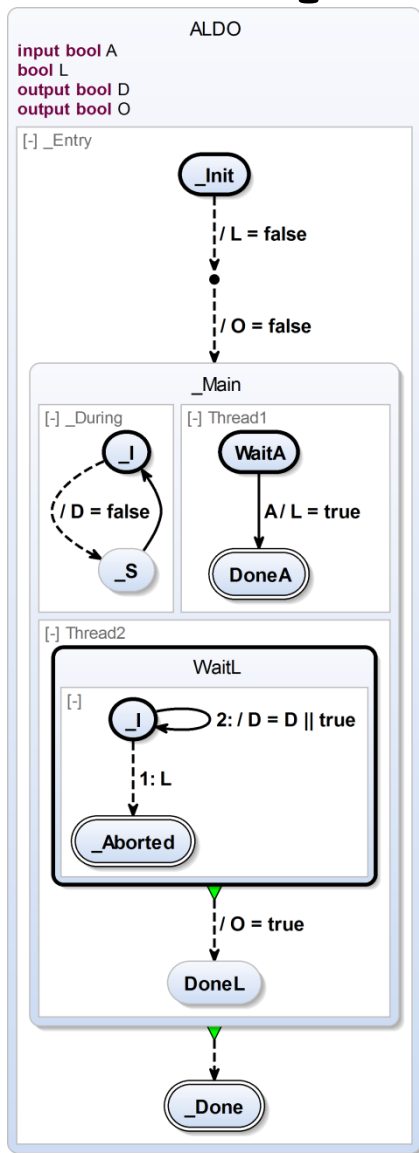 ALDO
input bool A
bool L
output bool D
output bool O
[-] _Entry
_Init
/ L = false
/ O = false
_Main
[-] _During
_I
/ D = false
_S
[-] Thread1
WaitA
A / L = true
DoneA
[-] Thread2
WaitL
[-]
_I
2: / D = D || true
1: L
_Aborted
/ O = true
DoneL
_Done